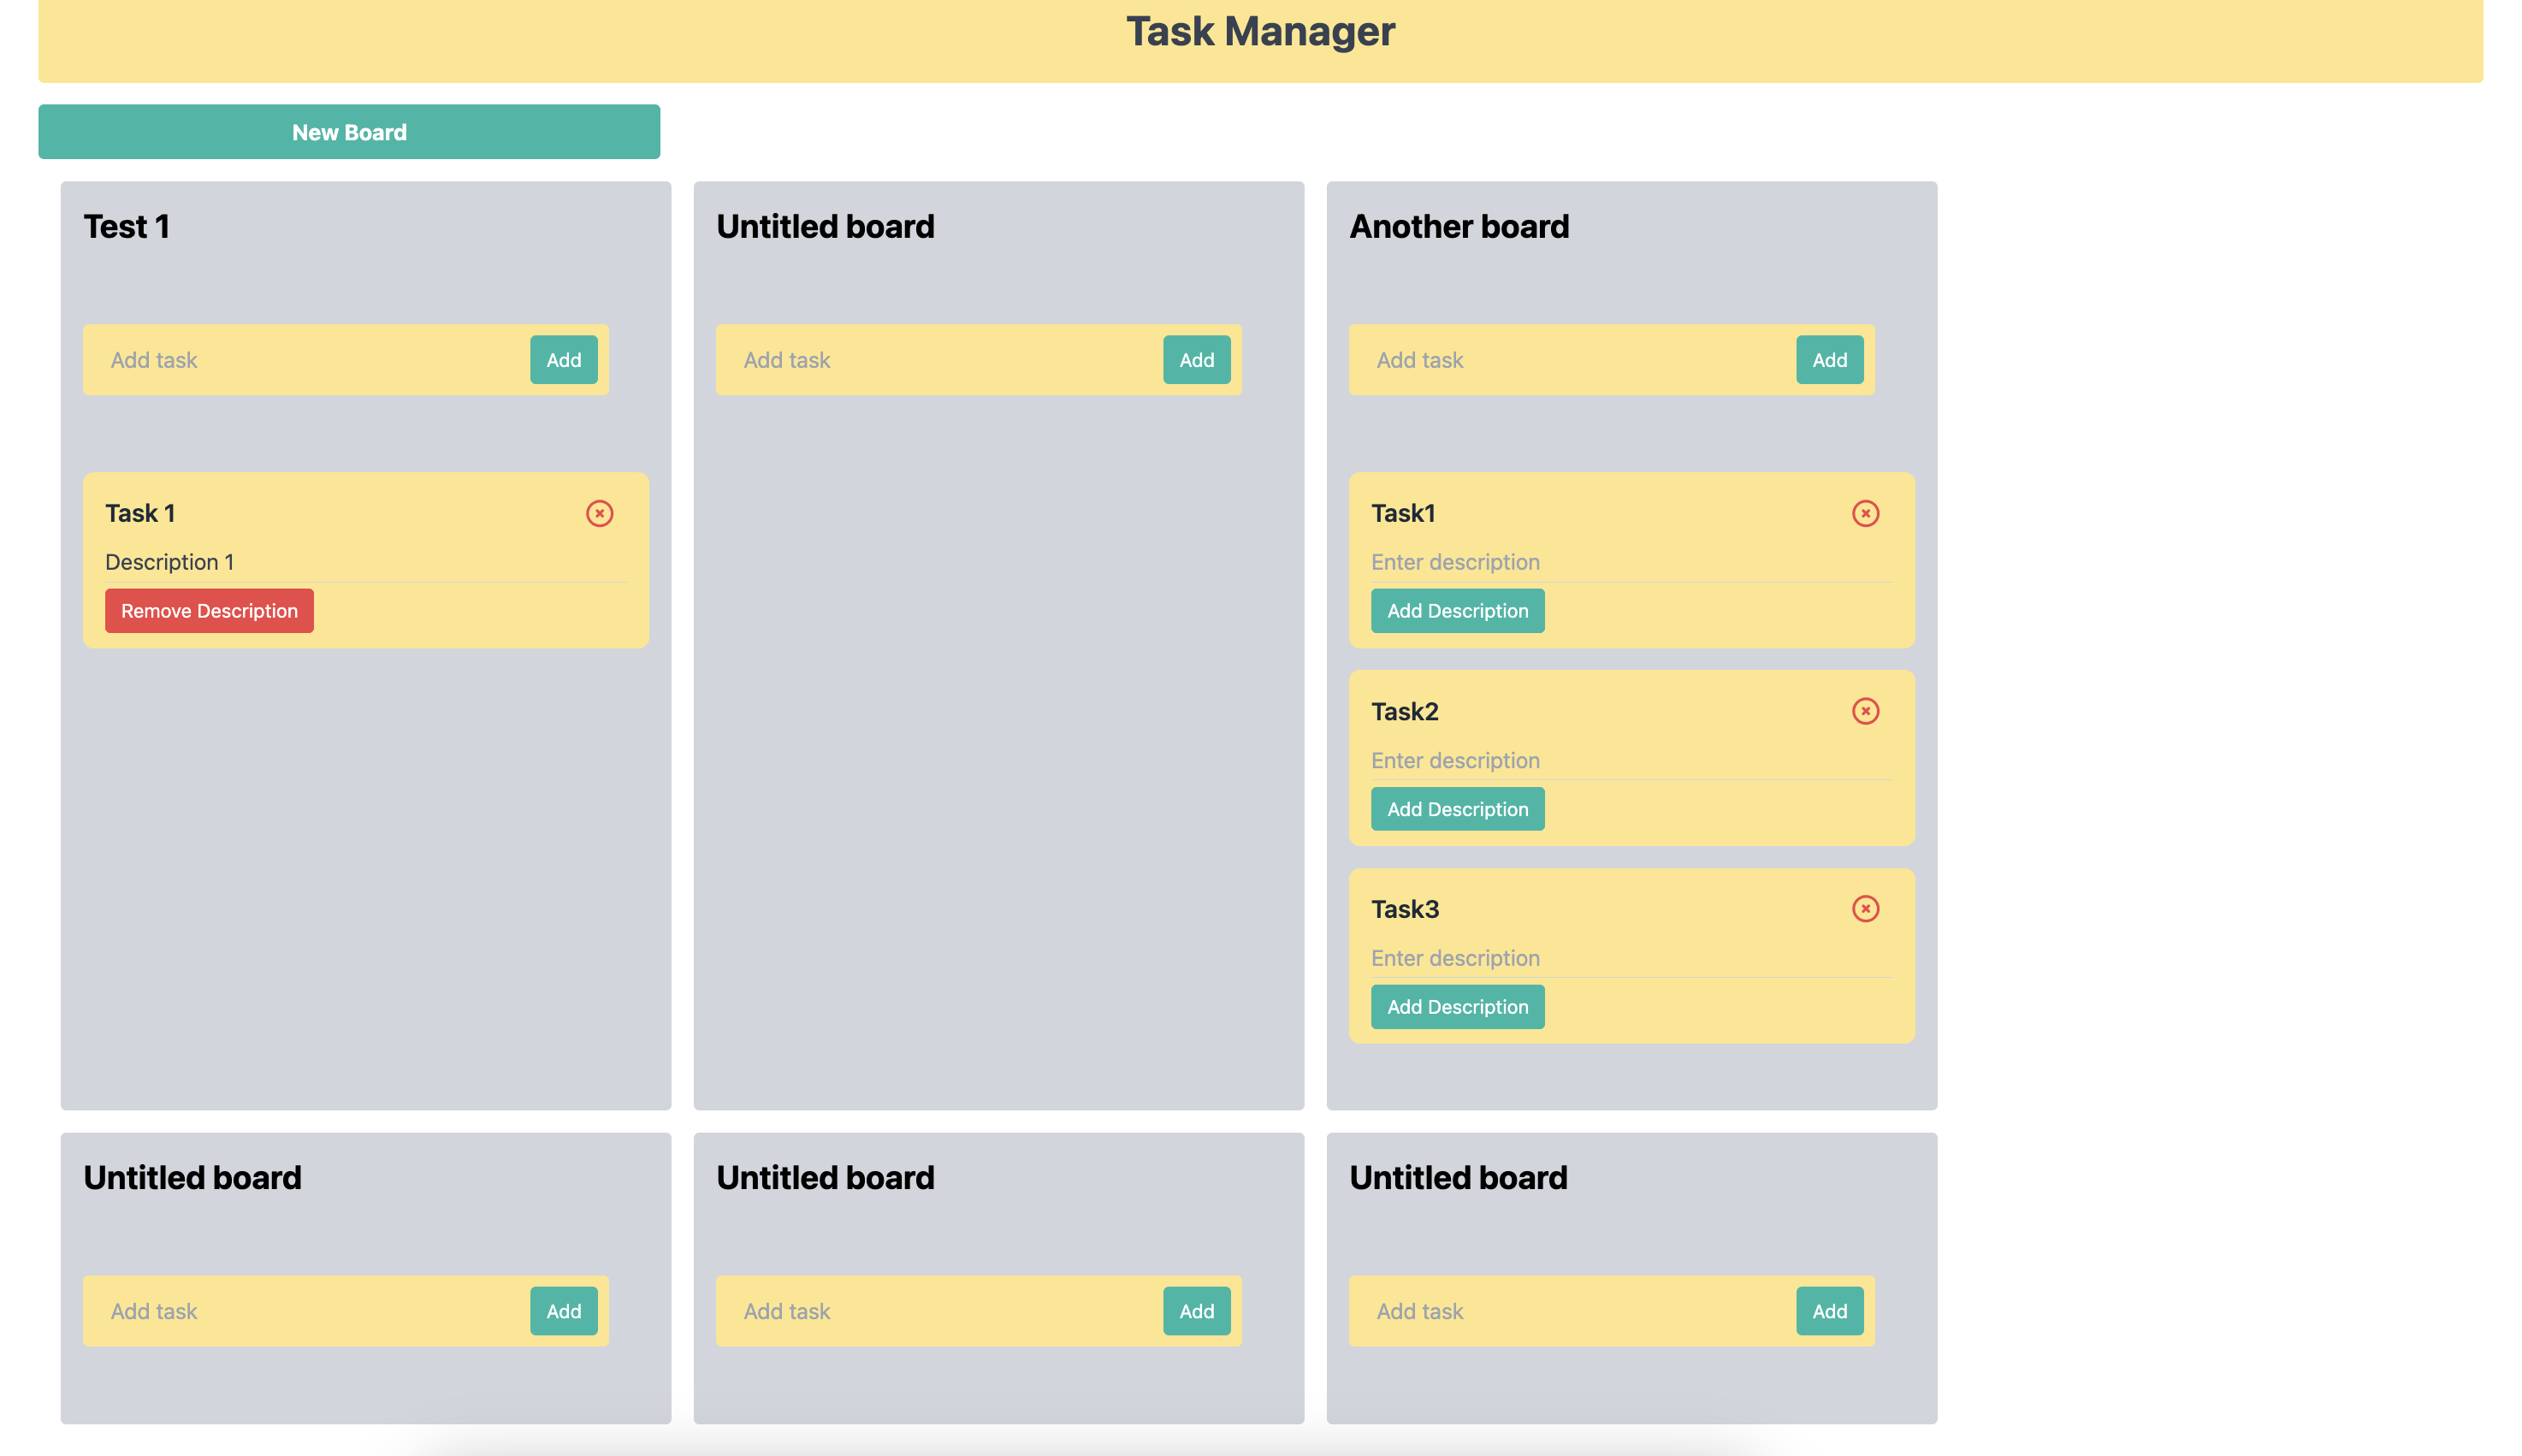 Task Manager
New Board
Test 1
Add task
Add
Task 1
Description 1
Remove Description
Untitled board
Add task
Add
Another board
Add task
Add
Task1
Enter description
Add Description
Task2
Enter description
Add Description
Task3
Enter description
Add Description
Untitled board
Add task
Add
Untitled board
Add task
Add
Untitled board
Add task
Add